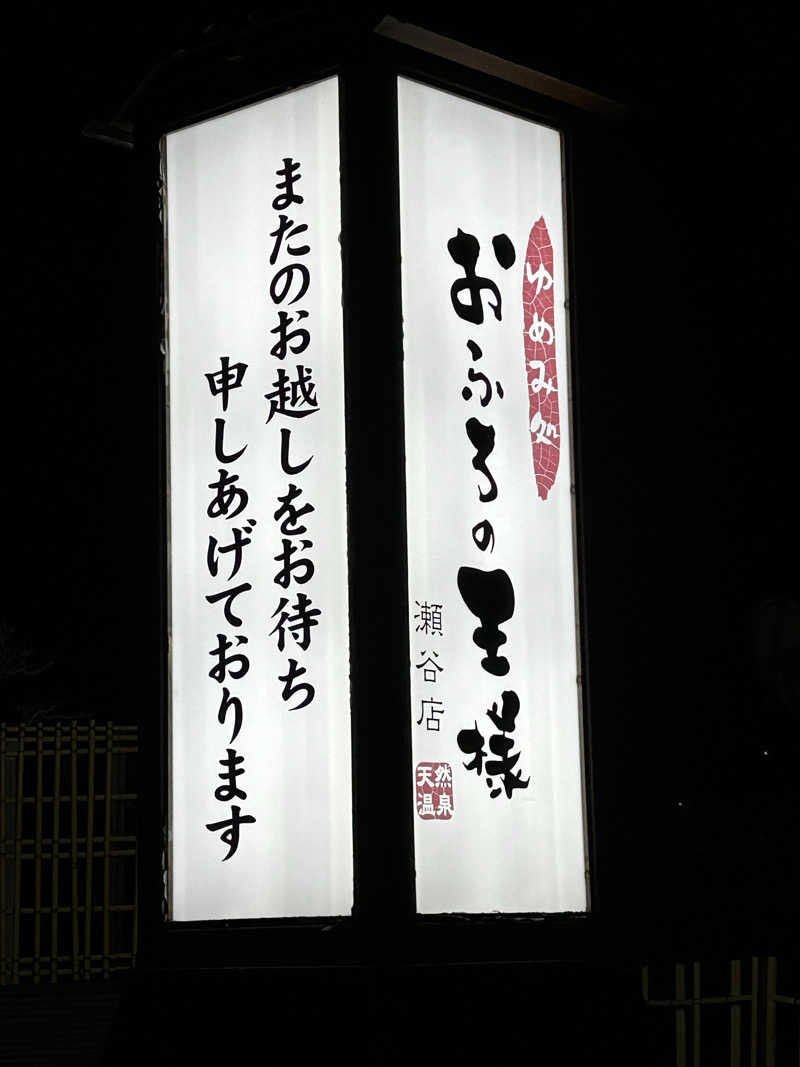 ゆめみ処
おふろの王様
瀬谷店
天然
温泉
またのお越しをお待ち
申しあげております